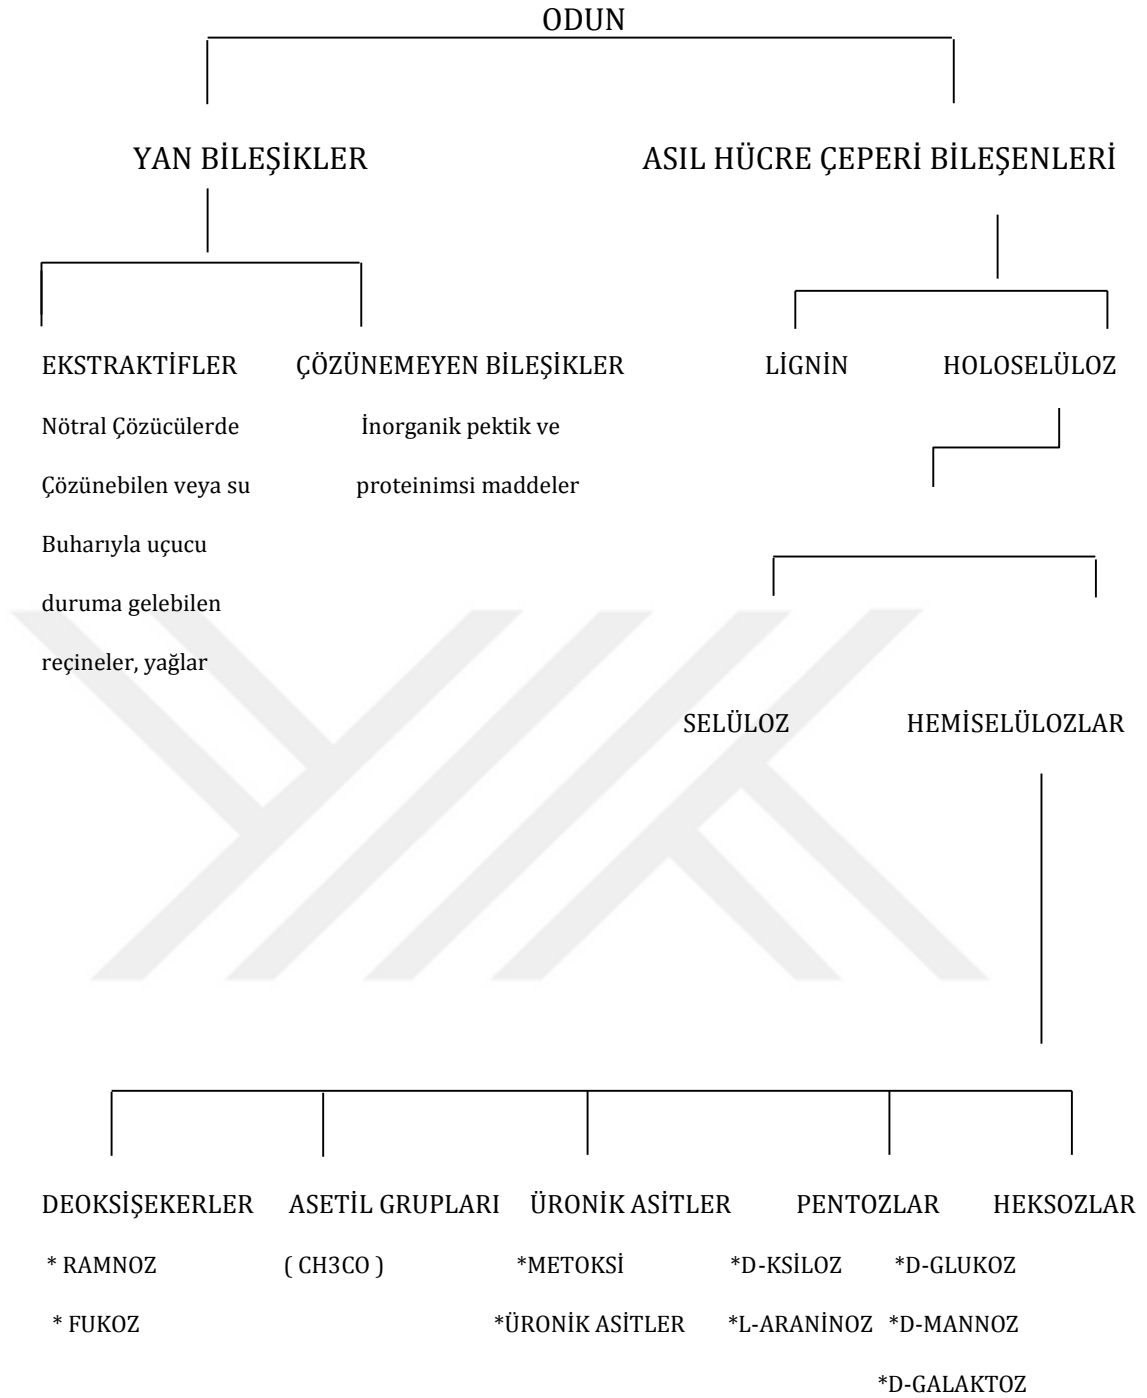 ODUN
YAN BİLEŞİKLER
ASIL HÜCRE ÇEPERİ BİLEŞENLERİ
EKSTRAKTİFLER
ÇÖZÜNEMEYEN BİLEŞİKLER
LİGNİN
HOLOSELÜLOZ
Nötral Çözücülerde
Çözünebilen veya su
Buharıyla uçucu
duruma gelebilen
reçineler, yağlar
İnorganik pektik ve
proteinimsi maddeler
SELÜLOZ
HEMİSELÜLOZLAR
DEOKSİŞEKERLER
ASETİL GRUPLARI
ÜRONİK ASİTLER
PENTOZLAR
HEKSOZLAR
* RAMNOZ
( CH3CO )
*METOKSİ
*D-KSİLOZ
*D-GLUKOZ
* FUKOZ
*ÜRONİK ASİTLER
*L-ARANİNOZ
*D-MANNOZ
*D-GALAKTOZ